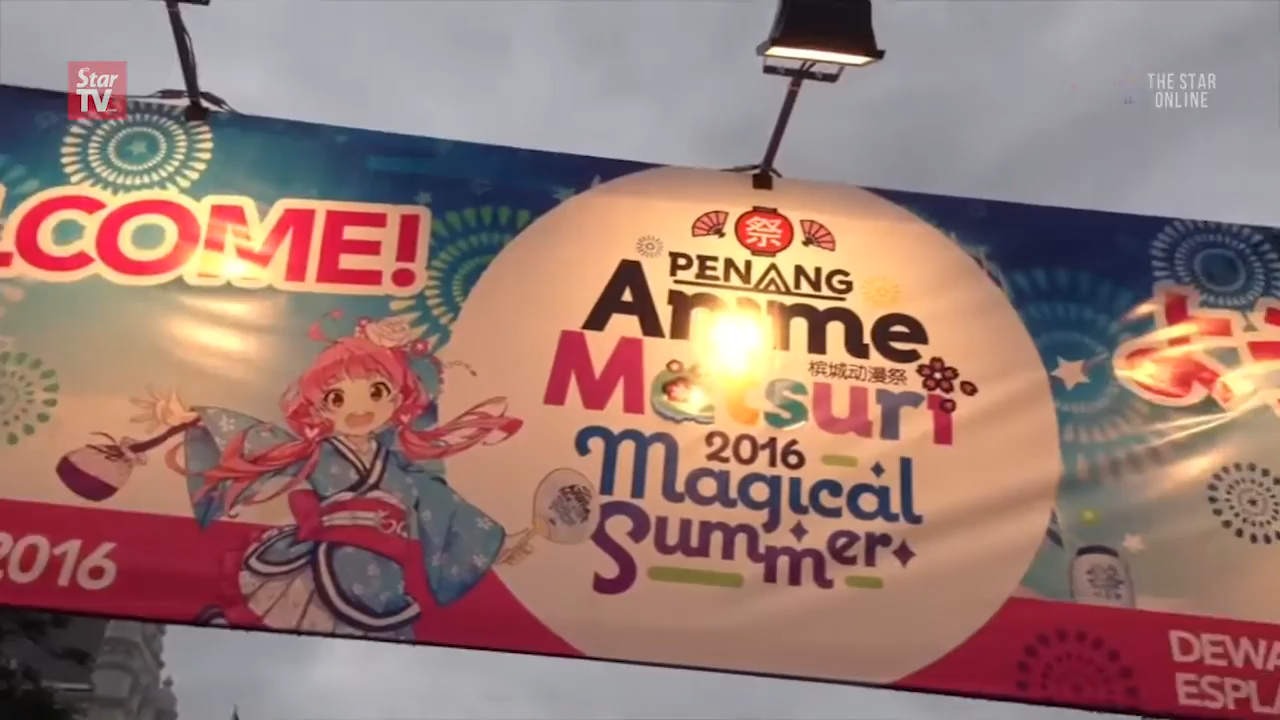 Star
TV
THE STAR
ONLINE
LCOME!
祭
PENANG
Anime
Matsuri
槟城动漫祭
2016
Magical
Summer
2016
DEWA
ESPLA